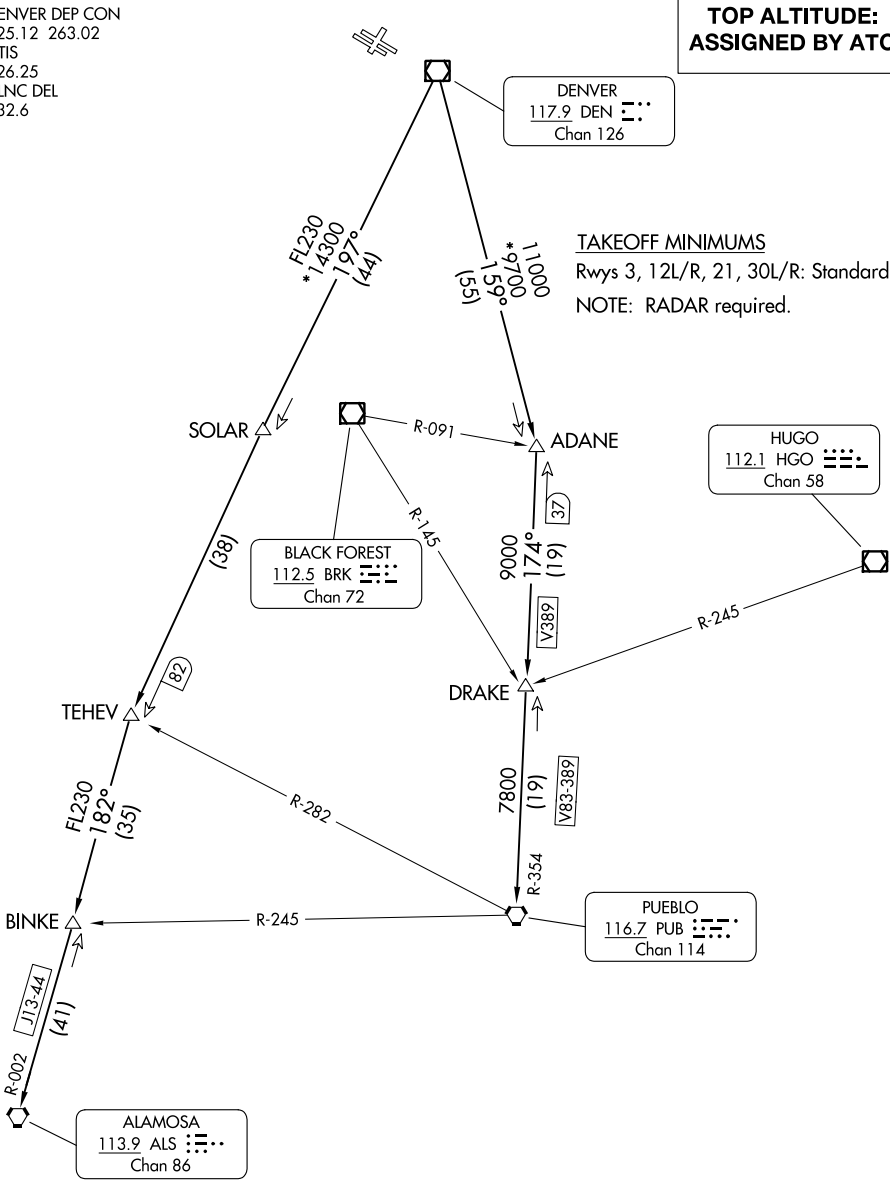 ENVER DEP CON
25.12 263.02
TIS
26.25
LNC DEL
32.6
TOP ALTITUDE:
ASSIGNED BY ATC
DENVER
117.9 DEN
Chan 126
FL230
*14300
197°
(44)
11000
*9700
159°
(55)
TAKEOFF MINIMUMS
Rwys 3, 12L/R, 21, 30L/R: Standard
NOTE: RADAR required.
SOLAR
R-091
ADANE
HUGO
112.1 HGO
Chan 58
37
R-145
(38)
BLACK FOREST
112.5 BRK
Chan 72
9000
174°
(19)
V389
R-245
82
DRAKE
TEHEV
FL230
182°
(35)
R-282
7800
(19)
V83-389
R-354
BINKE
R-245
PUEBLO
116.7 PUB
Chan 114
J13-44
(41)
R-002
ALAMOSA
113.9 ALS
Chan 86